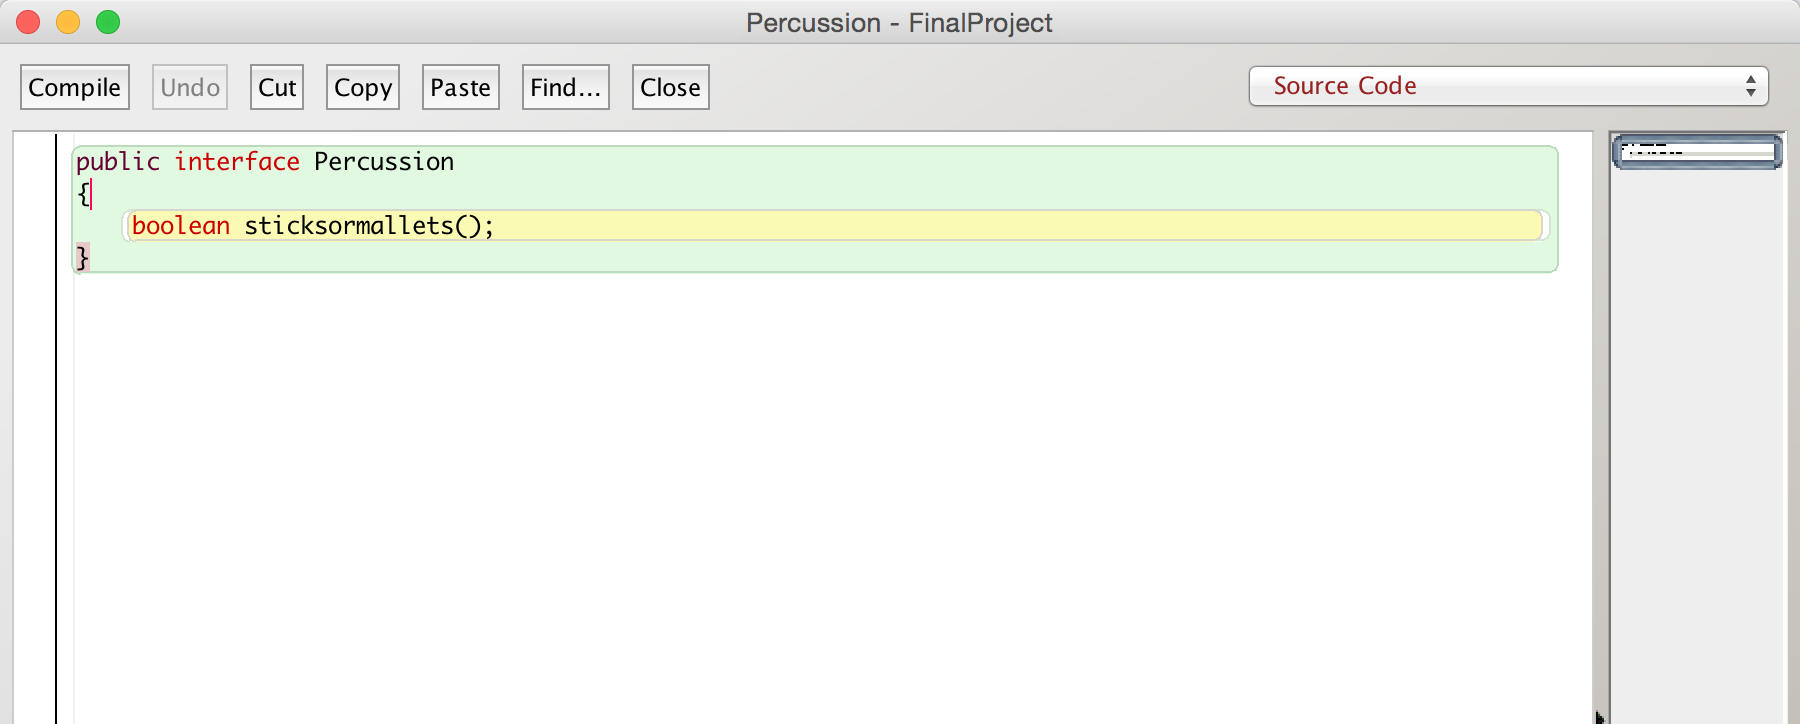 Percussion - FinalProject
Compile Undo Cut Copy Paste Find... Close Source Code
public interface Percussion
{
boolean sticksormallets();
}